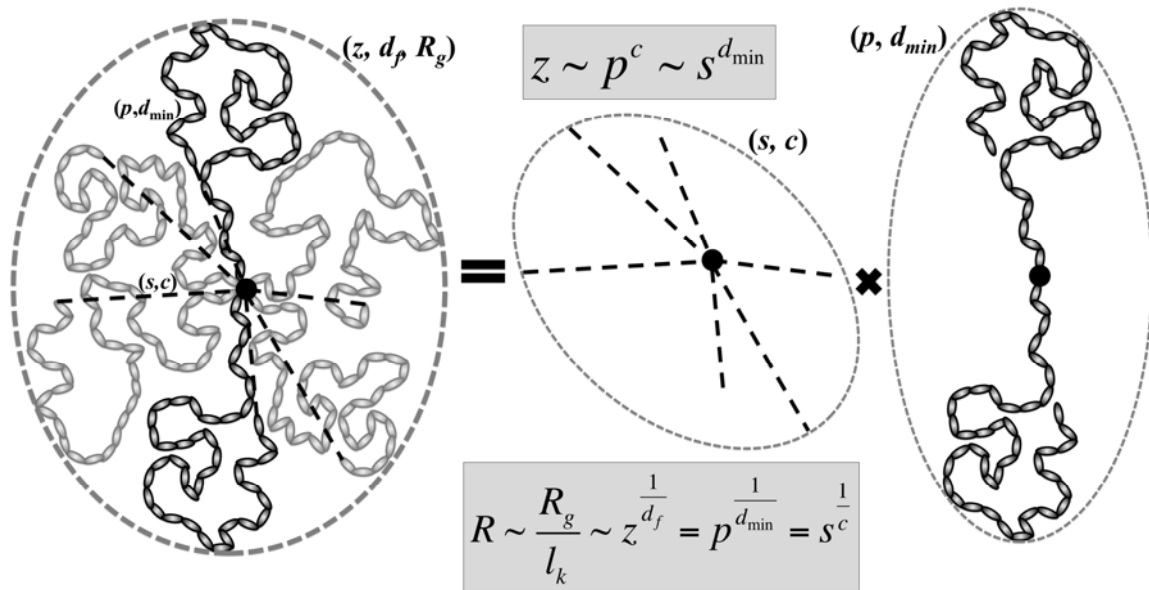 (z, d_f, R_g)
(p,d_min)
(s,c)
=
z ~ p^c ~ s^{d_min}
(s, c)
×
(p, d_min)
R ~ R_g / l_k ~ z^{1/d_f} = p^{1/d_min} = s^{1/c}